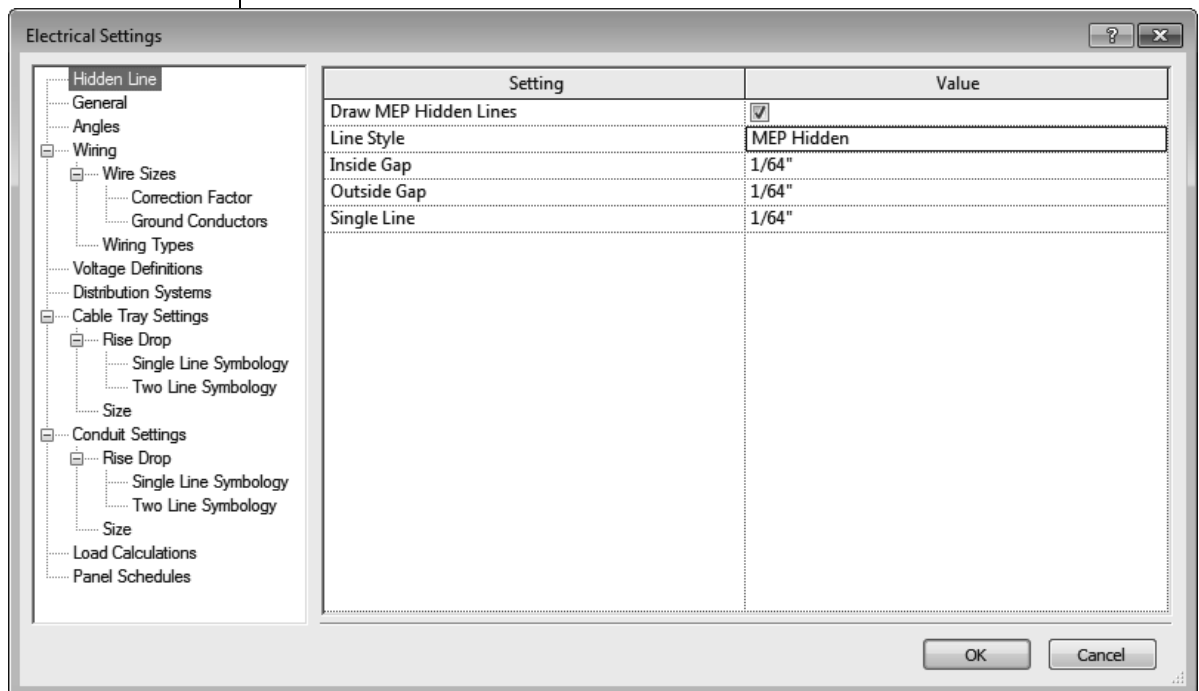 Electrical Settings
Hidden Line
General
Angles
Wiring
Wire Sizes
Correction Factor
Ground Conductors
Wiring Types
Voltage Definitions
Distribution Systems
Cable Tray Settings
Rise Drop
Single Line Symbology
Two Line Symbology
Size
Conduit Settings
Rise Drop
Single Line Symbology
Two Line Symbology
Size
Load Calculations
Panel Schedules
Setting Value
Draw MEP Hidden Lines
Line Style MEP Hidden
Inside Gap 1/64"
Outside Gap 1/64"
Single Line 1/64"
OK Cancel